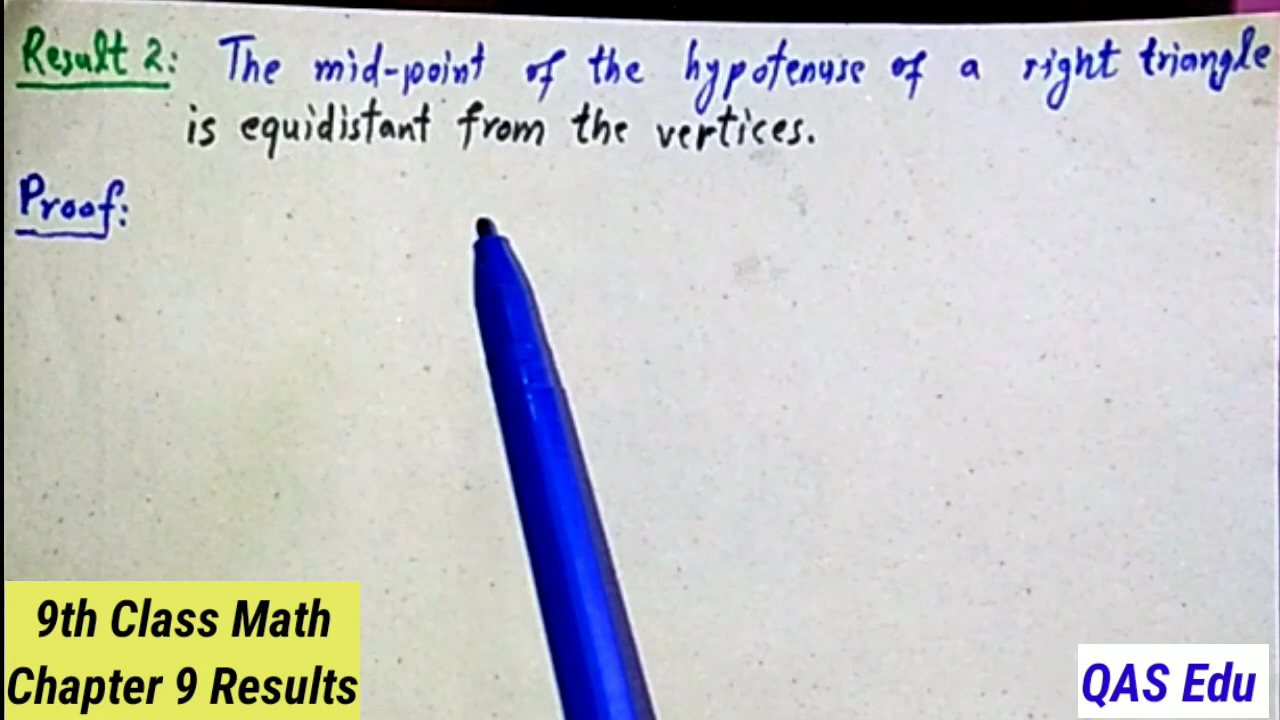 Result 2: The mid-point of the hypotenuse of a right triangle
is equidistant from the vertices.
Proof:
9th Class Math
Chapter 9 Results
QAS Edu